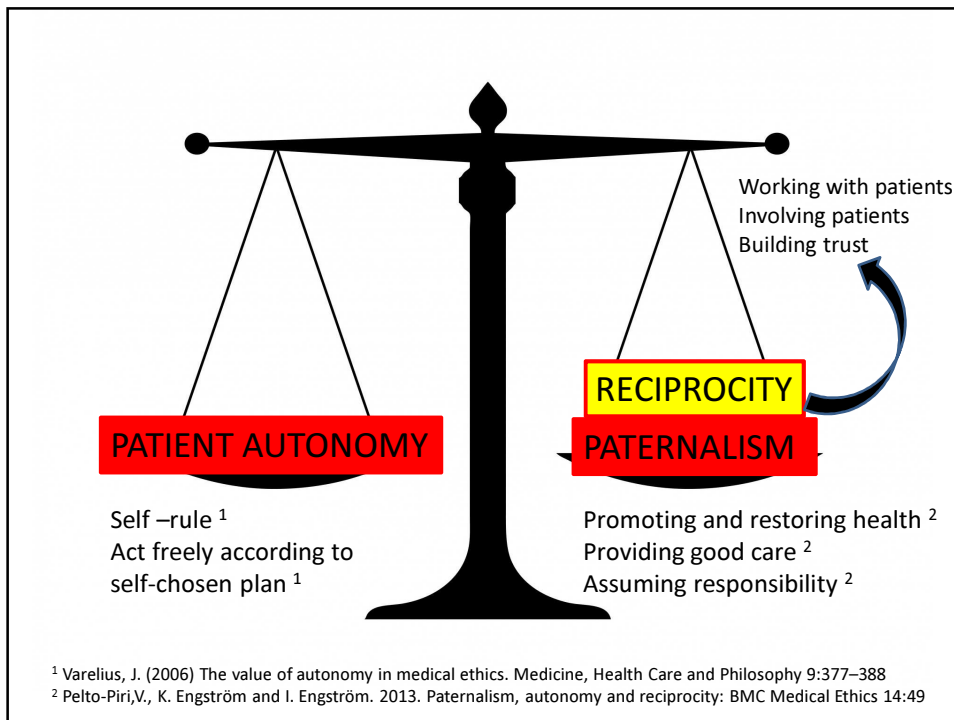 Working with patients
Involving patients
Building trust
RECIPROCITY
PATIENT AUTONOMY
PATERNALISM
Self –rule ¹
Act freely according to
self-chosen plan ¹
Promoting and restoring health ²
Providing good care ²
Assuming responsibility ²
¹ Varelius, J. (2006) The value of autonomy in medical ethics. Medicine, Health Care and Philosophy 9:377–388
² Pelto-Piri,V., K. Engström and I. Engström. 2013. Paternalism, autonomy and reciprocity: BMC Medical Ethics 14:49